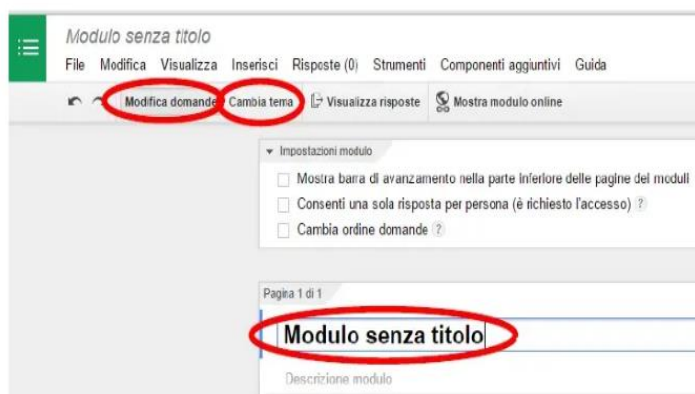 Modulo senza titolo
File Modifica Visualizza Inserisci Risposte (0) Strumenti Componenti aggiuntivi Guida
Modifica domande Cambia tema Visualizza risposte Mostra modulo online
Impostazioni modulo
Mostra barra di avanzamento nella parte inferiore delle pagine dei moduli
Consenti una sola risposta per persona (è richiesto l'accesso) ?
Cambia ordine domande ?
Pagina 1 di 1
Modulo senza titolo
Descrizione modulo